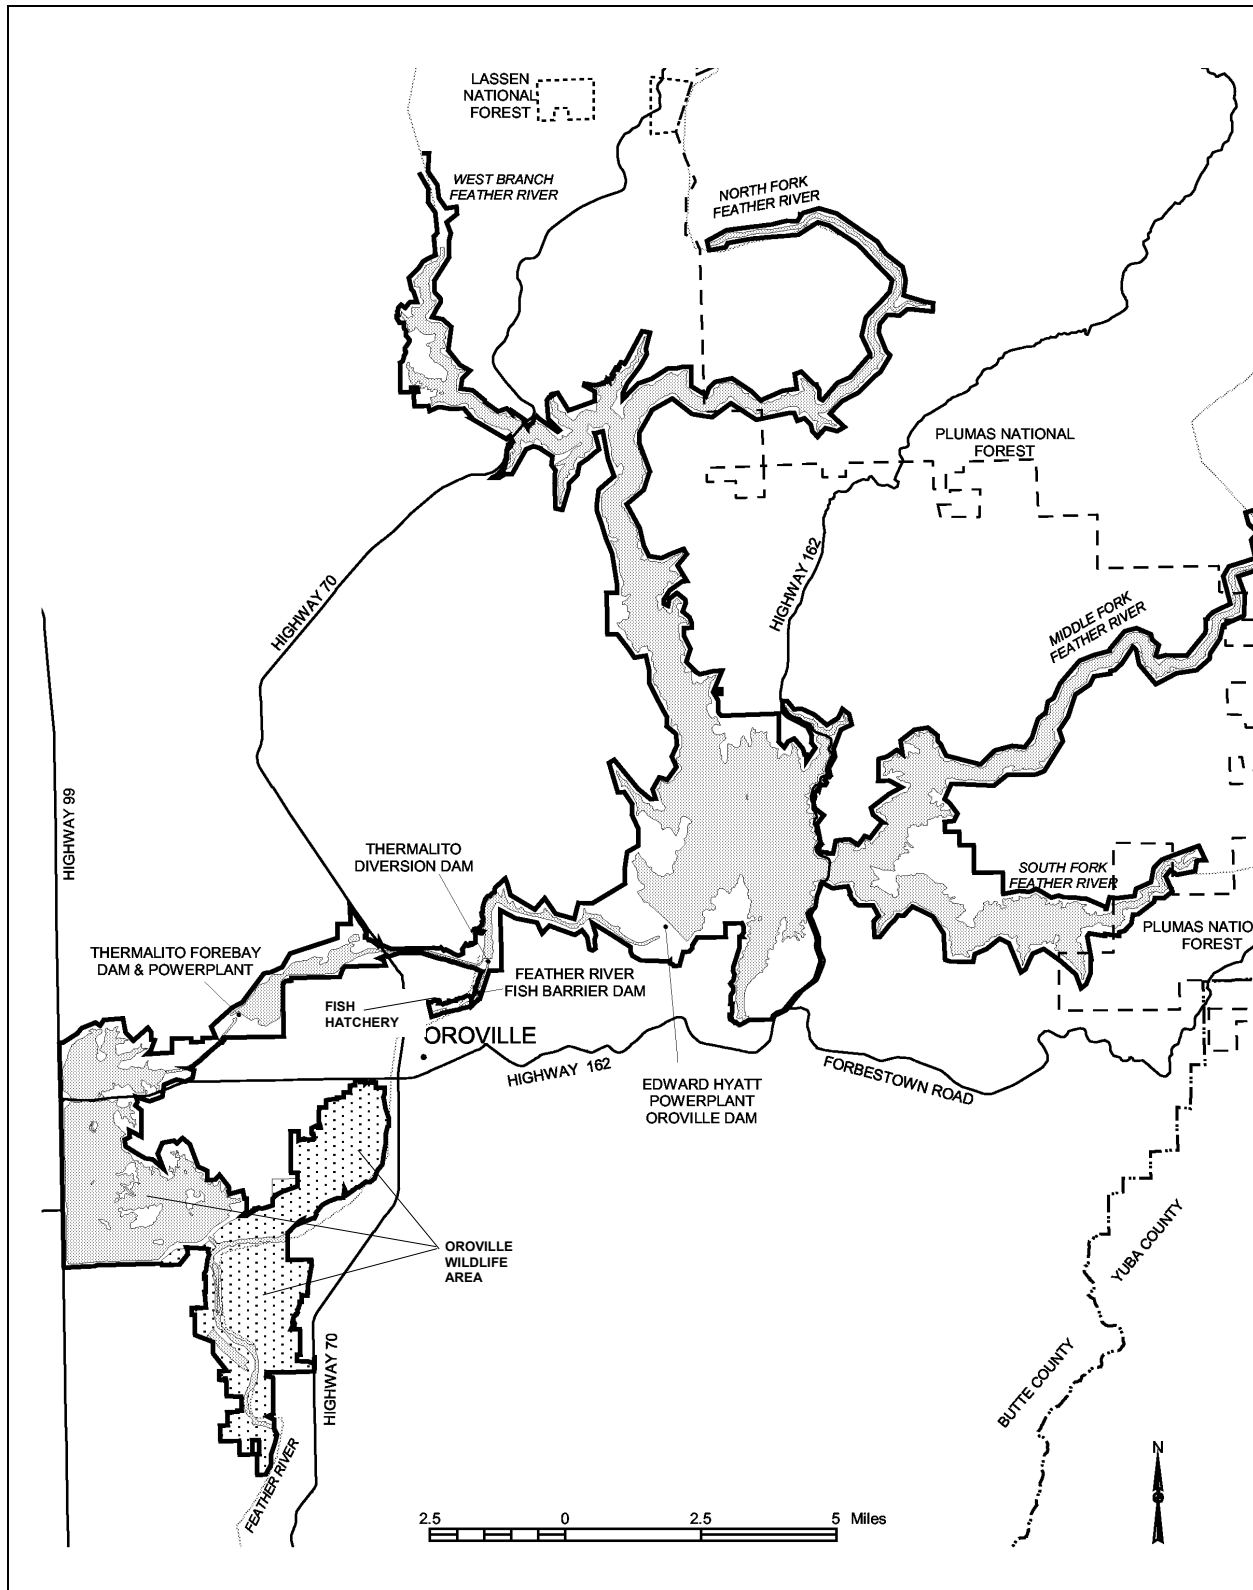 LASSEN
NATIONAL
FOREST
WEST BRANCH
FEATHER RIVER
NORTH FORK
FEATHER RIVER
PLUMAS NATIONAL
FOREST
HIGHWAY 162
HIGHWAY 70
MIDDLE FORK
FEATHER RIVER
HIGHWAY 99
THERMALITO
DIVERSION DAM
SOUTH FORK
FEATHER RIVER
PLUMAS NATIO
FOREST
THERMALITO FOREBAY
DAM & POWERPLANT
FEATHER RIVER
FISH BARRIER DAM
FISH
HATCHERY
OROVILLE
HIGHWAY 162
FORBESTOWN ROAD
EDWARD HYATT
POWERPLANT
OROVILLE DAM
OROVILLE
WILDLIFE
AREA
YUBA COUNTY
BUTTE COUNTY
HIGHWAY 70
FEATHER RIVER
N
2.5 0 2.5 5 Miles